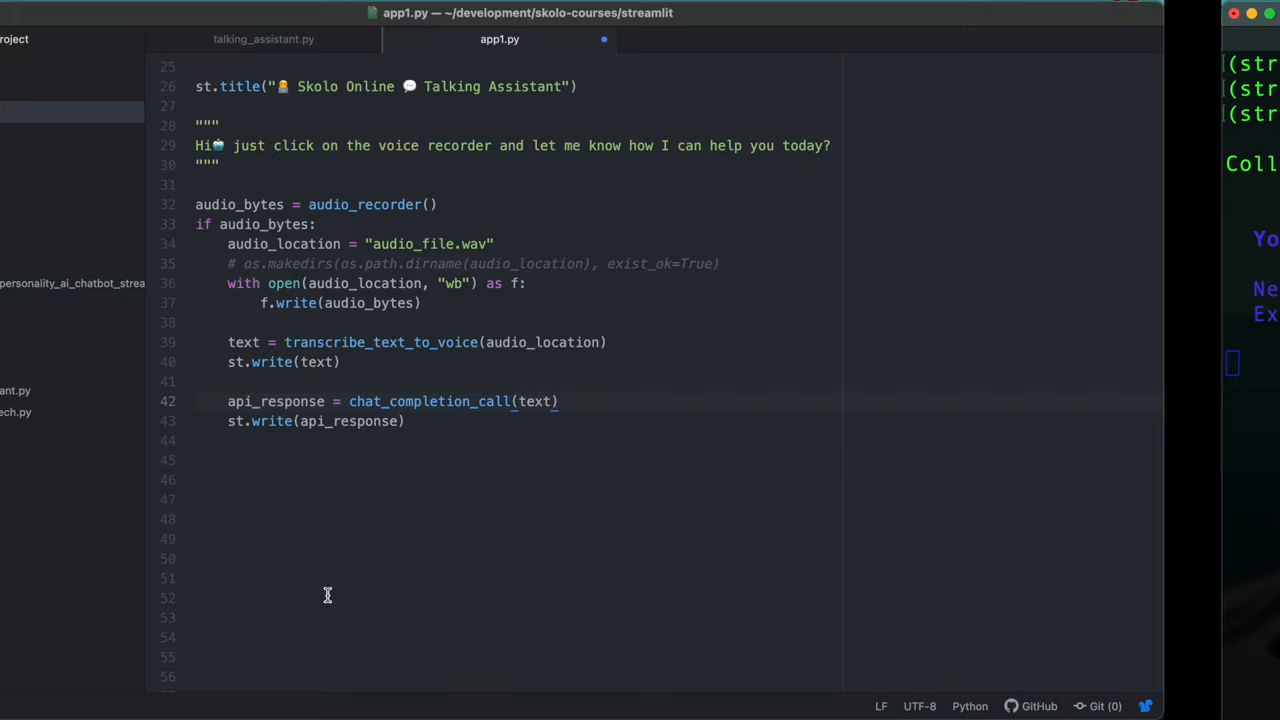 app1.py — ~/development/skolo-courses/streamlit
roject
talking_assistant.py
app1.py
25
26 st.title("🙋 Skolo Online 💬 Talking Assistant")
27
28 """
29 Hi just click on the voice recorder and let me know how I can help you today?
30 """
31
32 audio_bytes = audio_recorder()
33 if audio_bytes:
34 audio_location = "audio_file.wav"
35 # os.makedirs(os.path.dirname(audio_location), exist_ok=True)
36 with open(audio_location, "wb") as f:
37 f.write(audio_bytes)
38
39 text = transcribe_text_to_voice(audio_location)
40 st.write(text)
41
42 api_response = chat_completion_call(text)
43 st.write(api_response)
44
45
46
47
48
49
50
51
52
53
54
55
56
personality_ai_chatbot_strea
ant.py
ech.py
LF UTF-8 Python GitHub Git (0)
(str
(str
(str
Coll
Yo
Ne
Ex